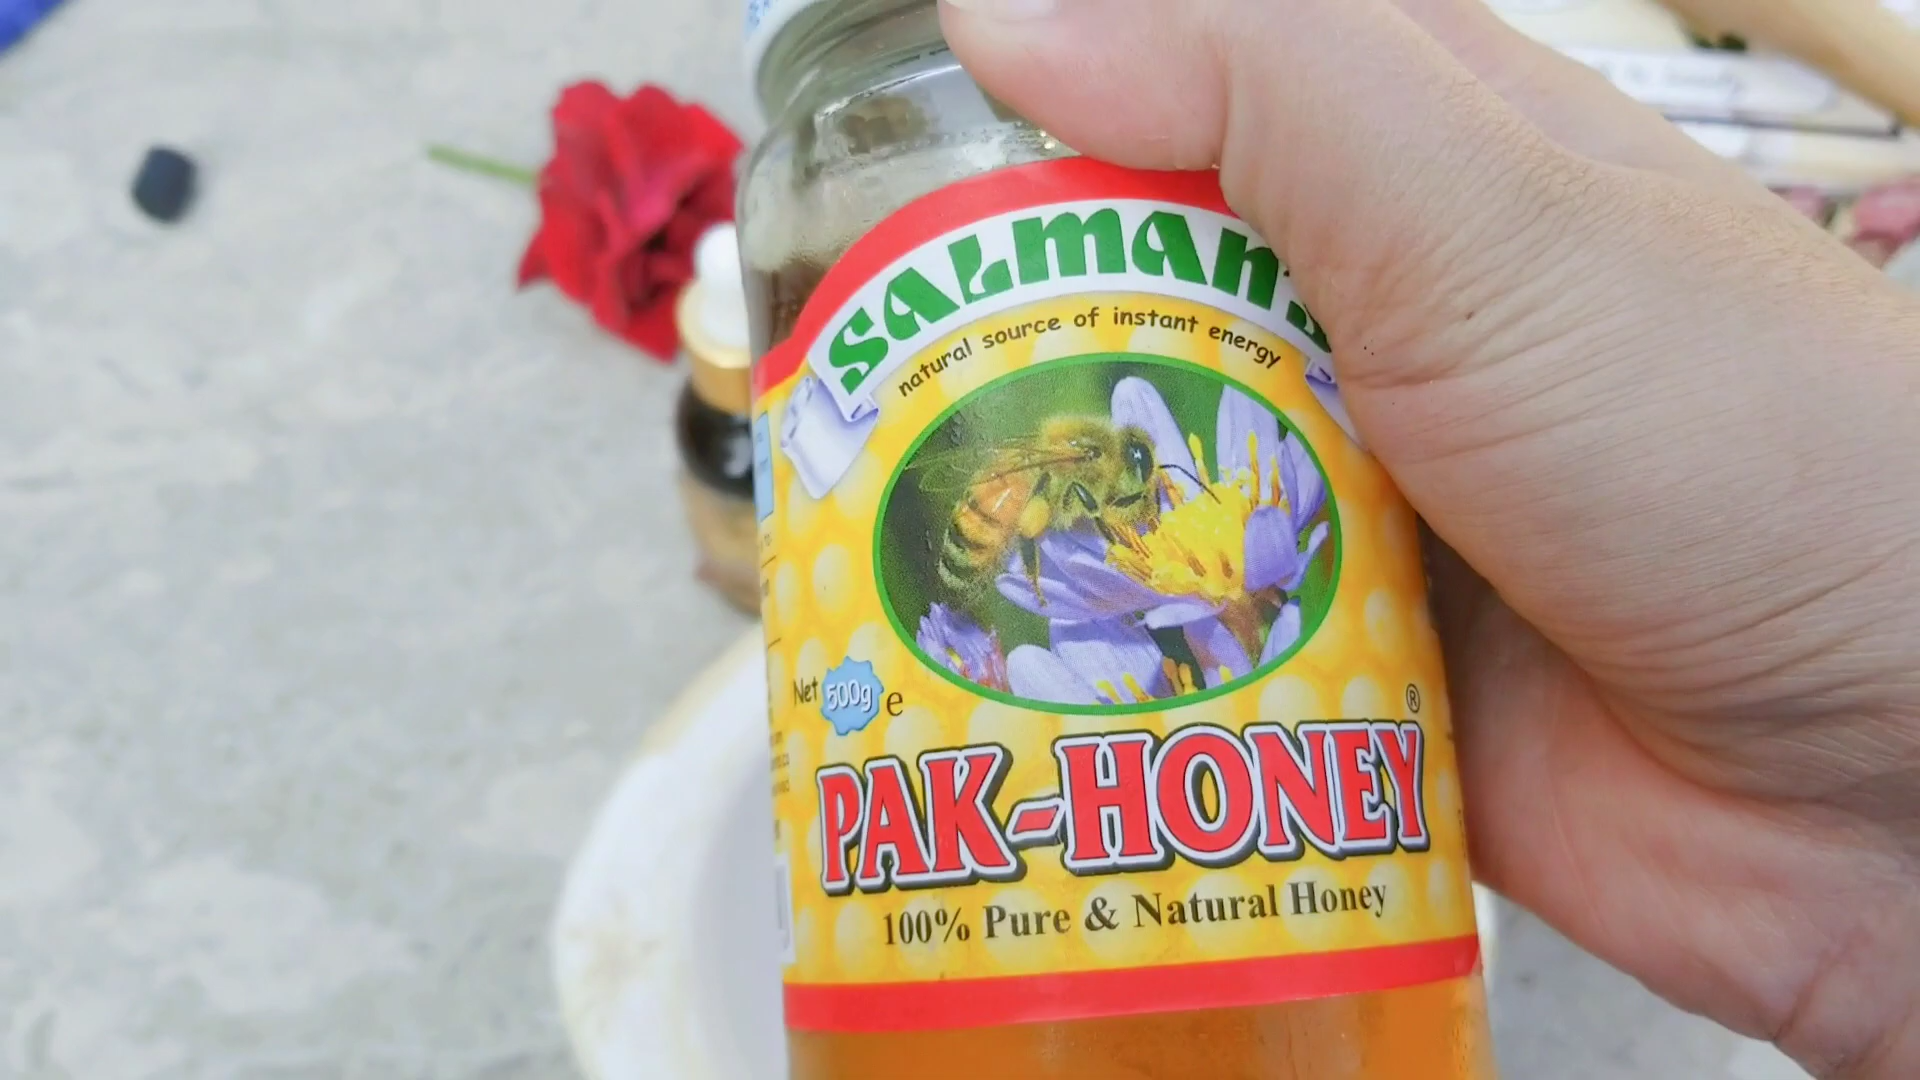 SALMAN'S
natural source of instant energy
Net 500g e
PAK-HONEY®
100% Pure & Natural Honey